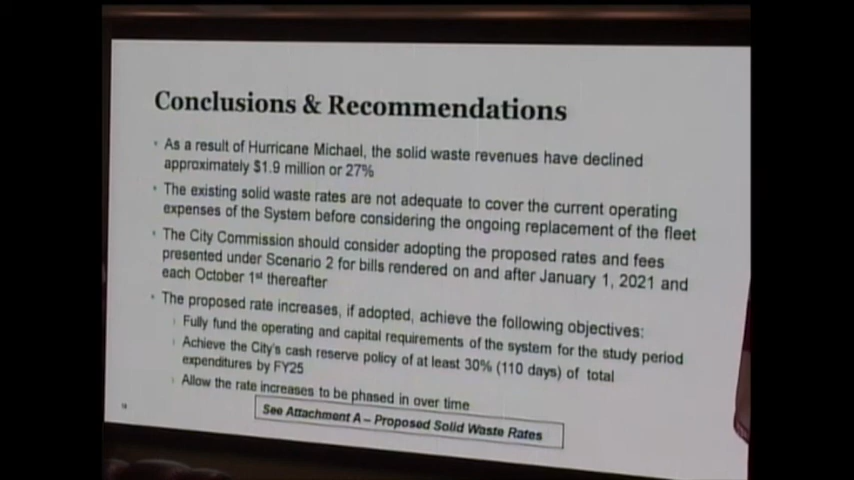 Conclusions & Recommendations
• As a result of Hurricane Michael, the solid waste revenues have declined
approximately $1.9 million or 27%
• The existing solid waste rates are not adequate to cover the current operating
expenses of the System before considering the ongoing replacement of the fleet
• The City Commission should consider adopting the proposed rates and fees
presented under Scenario 2 for bills rendered on and after January 1, 2021 and
each October 1st thereafter
• The proposed rate increases, if adopted, achieve the following objectives:
Fully fund the operating and capital requirements of the system for the study period
Achieve the City's cash reserve policy of at least 30% (110 days) of total
expenditures by FY25
Allow the rate increases to be phased in over time
See Attachment A – Proposed Solid Waste Rates